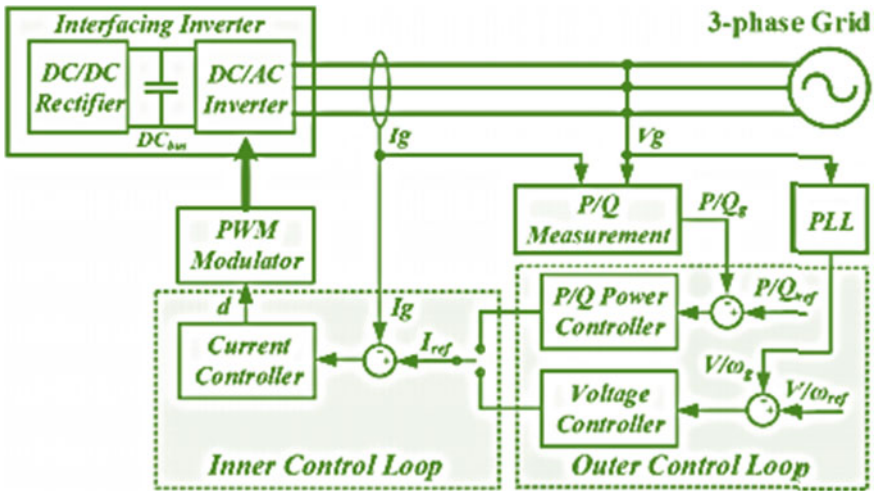 Interfacing Inverter
3-phase Grid
DC/DC
Rectifier
DC/AC
Inverter
DCbus
Ig
Vg
P/Q
Measurement
P/Qg
PLL
PWM
Modulator
d
Ig
Iref
Current
Controller
P/Q Power
Controller
P/Qref
V/ωg
V/ωref
Voltage
Controller
Inner Control Loop
Outer Control Loop